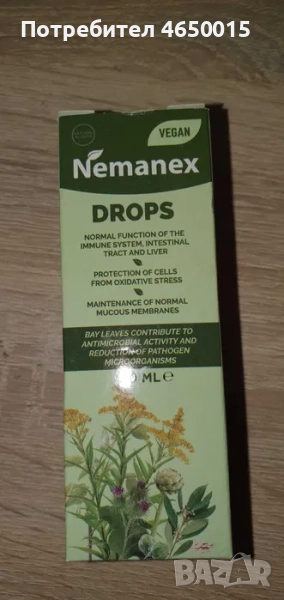 Потребител 4650015
VEGAN
Nemanex
DROPS
NORMAL FUNCTION OF THE
IMMUNE SYSTEM, INTESTINAL
TRACT AND LIVER
PROTECTION OF CELLS
FROM OXIDATIVE STRESS
MAINTENANCE OF NORMAL
MUCOUS MEMBRANES
BAY LEAVES CONTRIBUTE TO
ANTIMICROBIAL ACTIVITY AND
REDUCTION OF PATHOGEN
MICROORGANISMS
ML℮
BAZAR